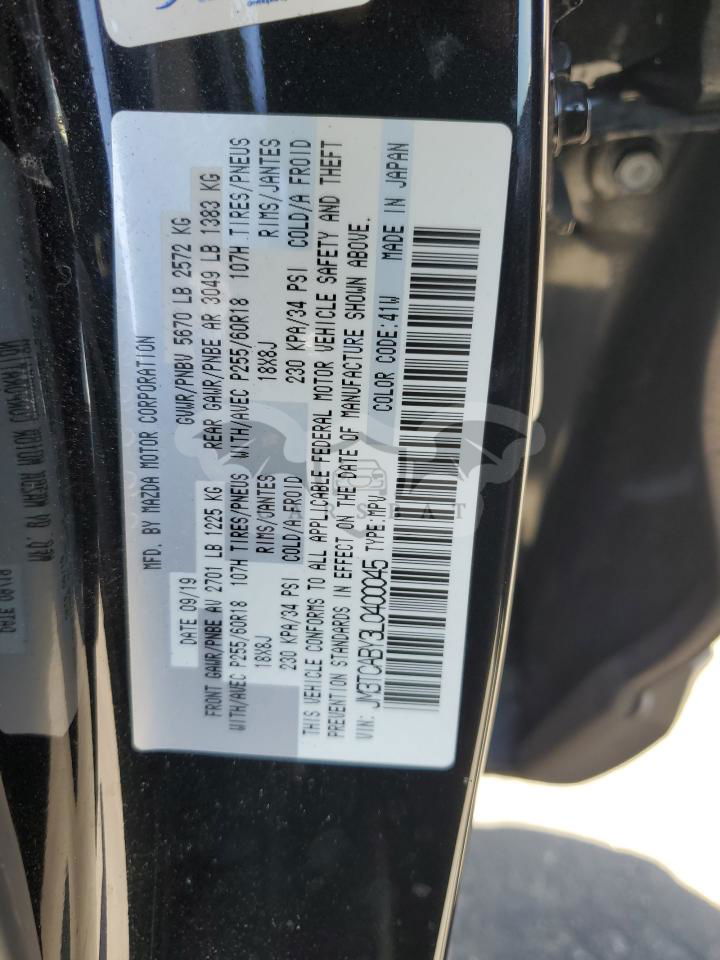 MFD. BY MAZDA MOTOR CORPORATION
DATE 09/19 GVWR/PNBV 5670 LB 2572 KG
FRONT GAWR/PNBE AV 2701 LB 1225 KG REAR GAWR/PNBE AR 3049 LB 1383 KG
WITH/AVEC P255/60R18 107H TIRES/PNEUS WITH/AVEC P255/60R18 107H TIRES/PNEUS
18X8J RIMS/JANTES 18X8J RIMS/JANTES
230 KPA/34 PSI COLD/A FROID 230 KPA/34 PSI COLD/A FROID
THIS VEHICLE CONFORMS TO ALL APPLICABLE FEDERAL MOTOR VEHICLE SAFETY AND THEFT
PREVENTION STANDARDS IN EFFECT ON THE DATE OF MANUFACTURE SHOWN ABOVE.
VIN: JM3TCABY3L0400045 TYPE:MPV COLOR CODE:41W MADE IN JAPAN
CARSDAT